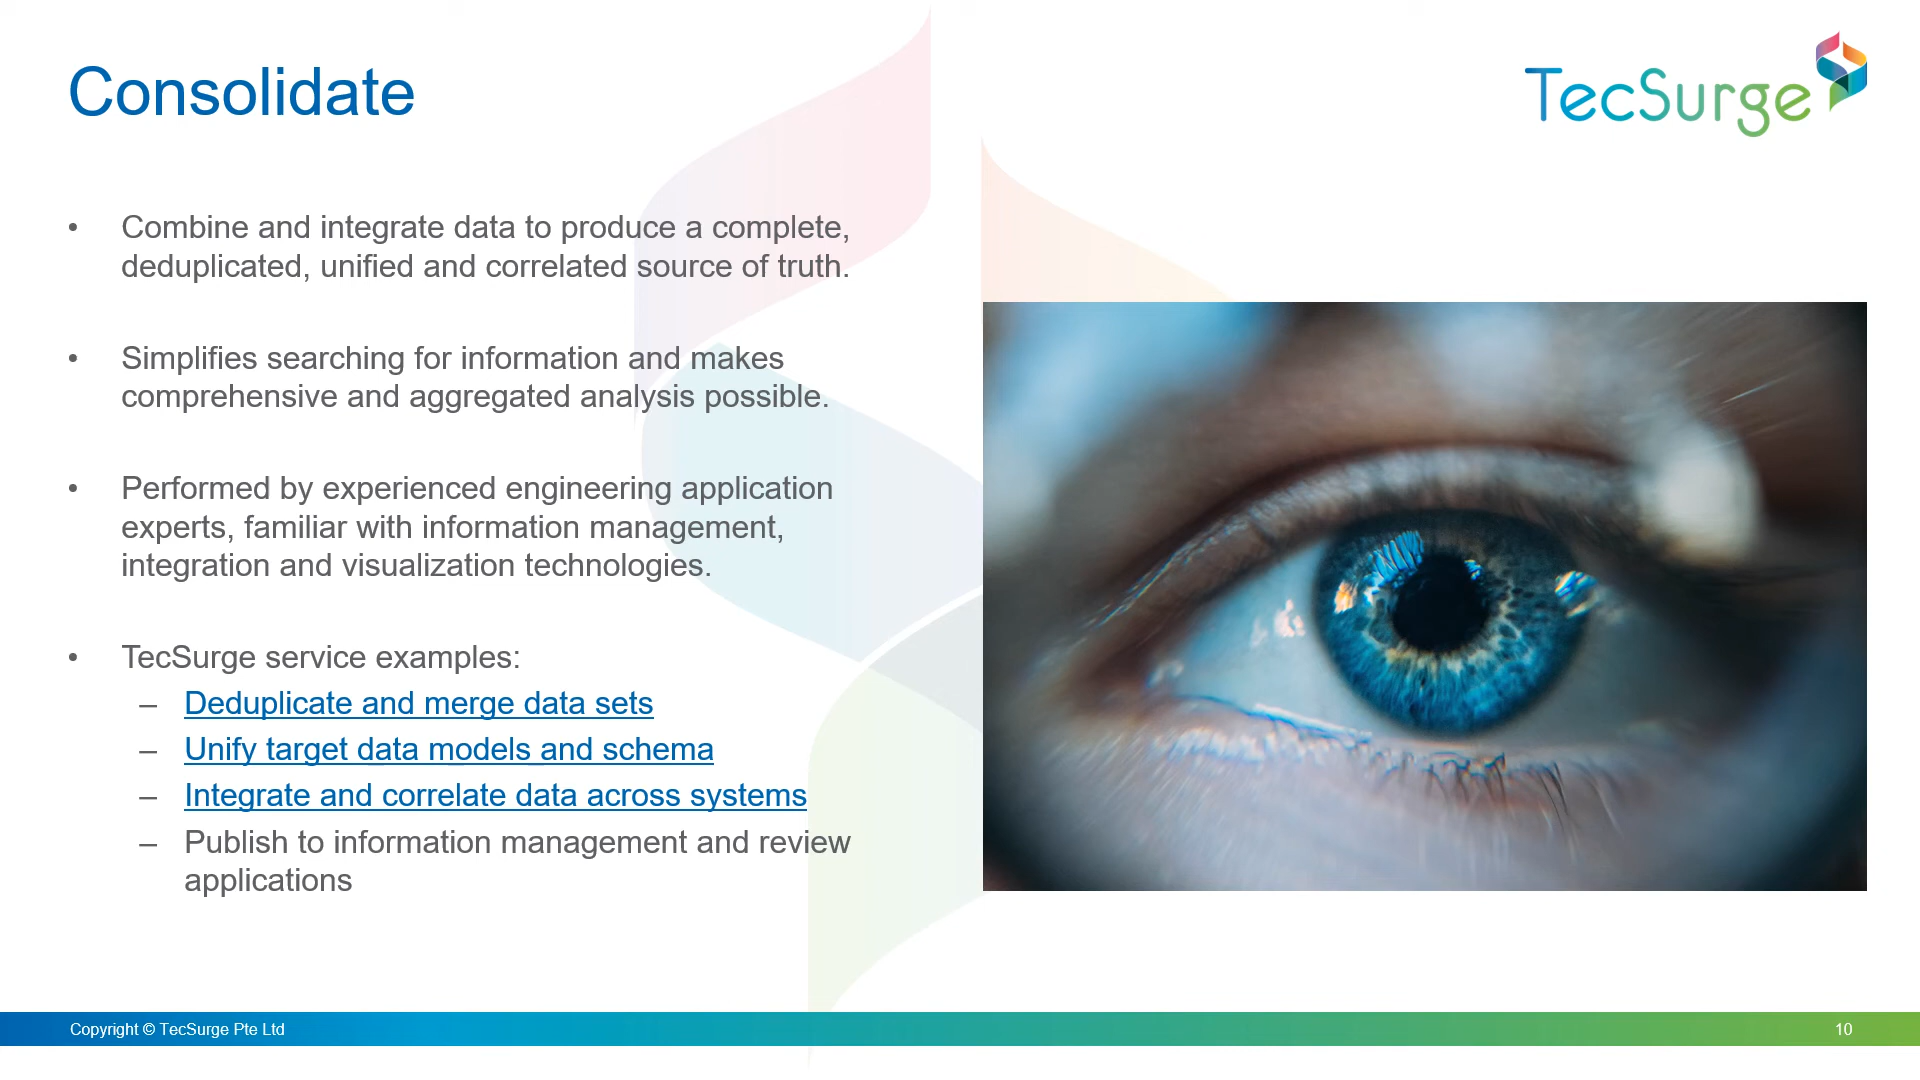 Consolidate
TecSurge
• Combine and integrate data to produce a complete,
deduplicated, unified and correlated source of truth.
• Simplifies searching for information and makes
comprehensive and aggregated analysis possible.
• Performed by experienced engineering application
experts, familiar with information management,
integration and visualization technologies.
• TecSurge service examples:
– Deduplicate and merge data sets
– Unify target data models and schema
– Integrate and correlate data across systems
– Publish to information management and review
applications
Copyright © TecSurge Pte Ltd
10